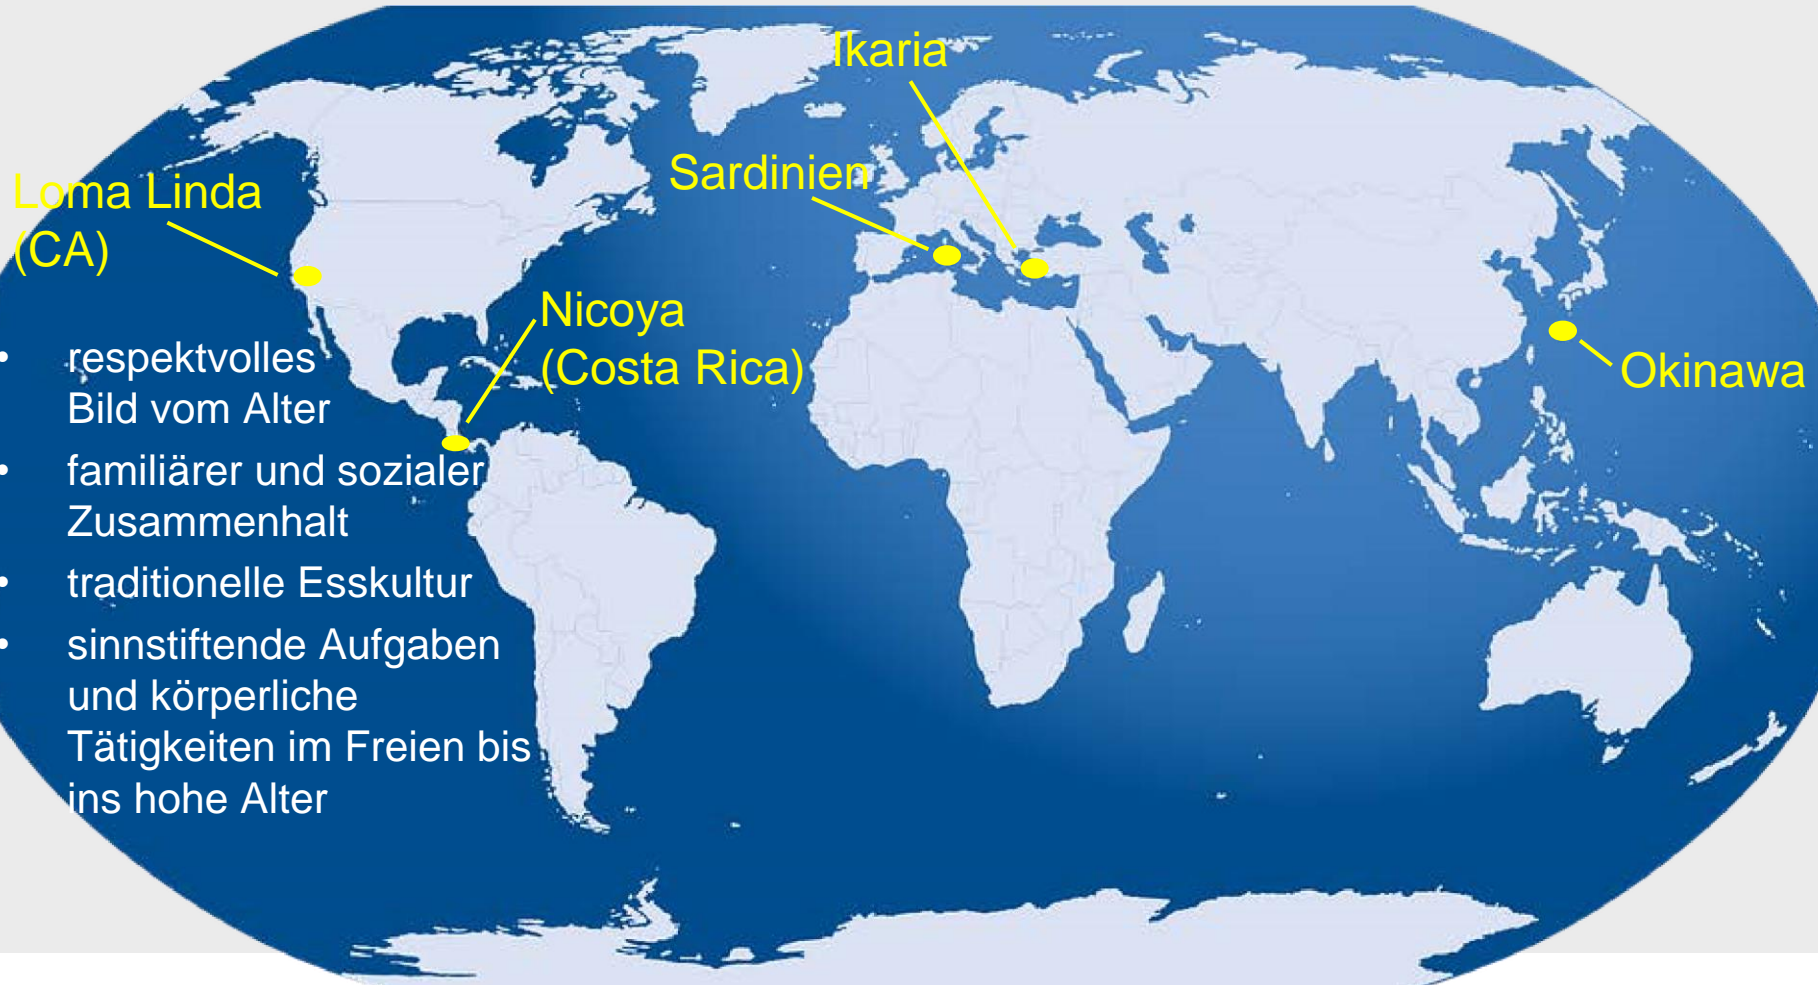 Ikaria
Sardinien
Loma Linda
(CA)
Nicoya
(Costa Rica)
Okinawa
• respektvolles
Bild vom Alter
• familiärer und sozialer
Zusammenhalt
• traditionelle Esskultur
• sinnstiftende Aufgaben
und körperliche
Tätigkeiten im Freien bis
ins hohe Alter